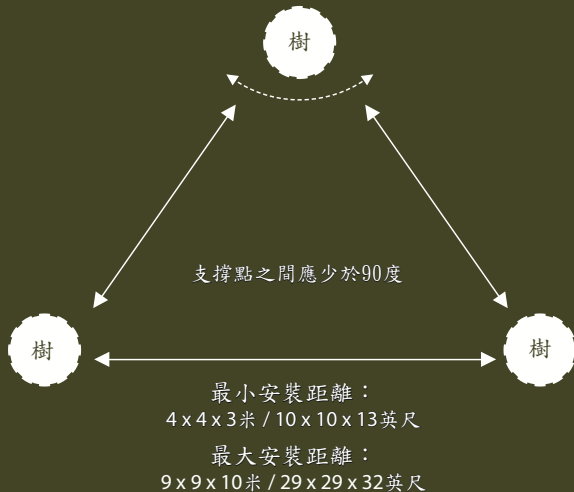 樹
支撐點之間應少於90度
樹
樹
最小安裝距離：
4 x 4 x 3米 / 10 x 10 x 13英尺
最大安裝距離：
9 x 9 x 10米 / 29 x 29 x 32英尺